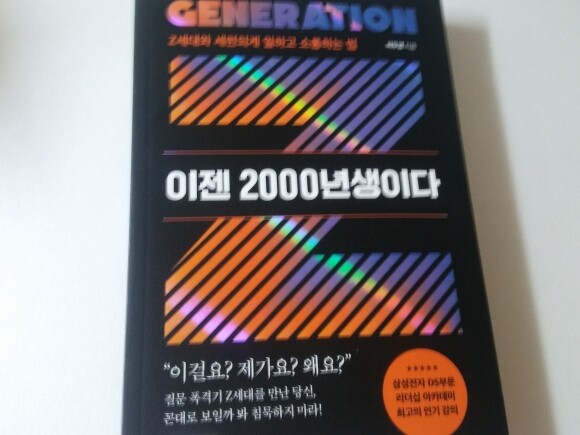 GENERATION
Z세대와 세련되게 일하고 소통하는 법
이젠 2000년생이다
"이걸요? 제가요? 왜요?"
질문 폭격기 Z세대를 만난 당신,
꼰대로 보일까 봐 침묵하지 마라!
★★★★★
삼성전자 DS부문
리더십 아카데미
최고의 인기 강의